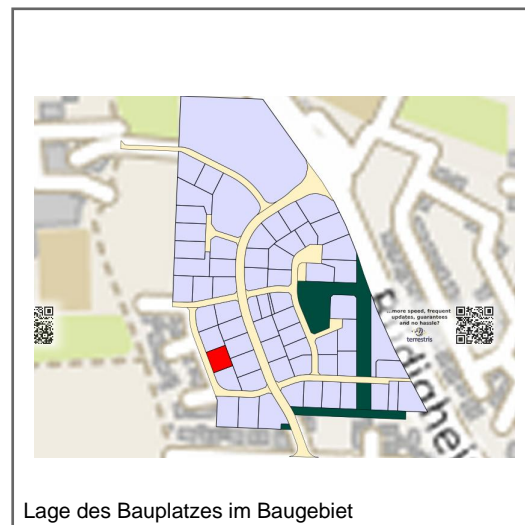 ...more speed, frequent
updates, guarantees
and no hassle?
terrestris
Lage des Bauplatzes im Baugebiet